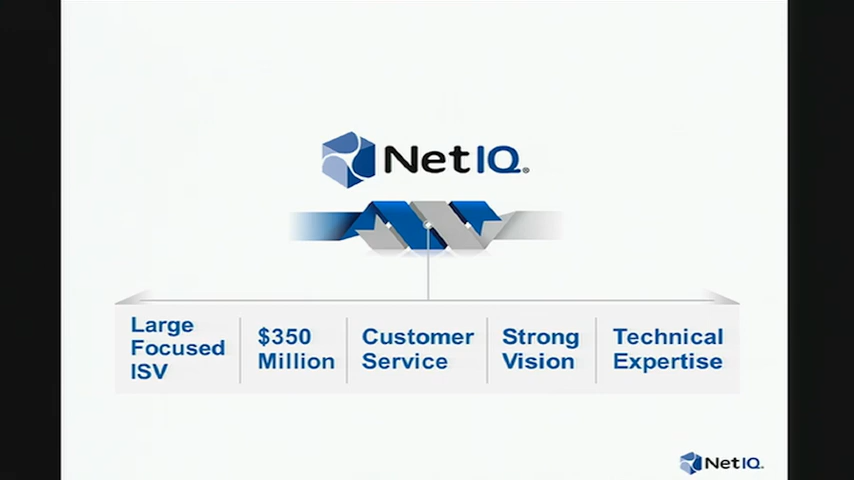 NetIQ®
Large
Focused
ISV
$350
Million
Customer
Service
Strong
Vision
Technical
Expertise
NetIQ.